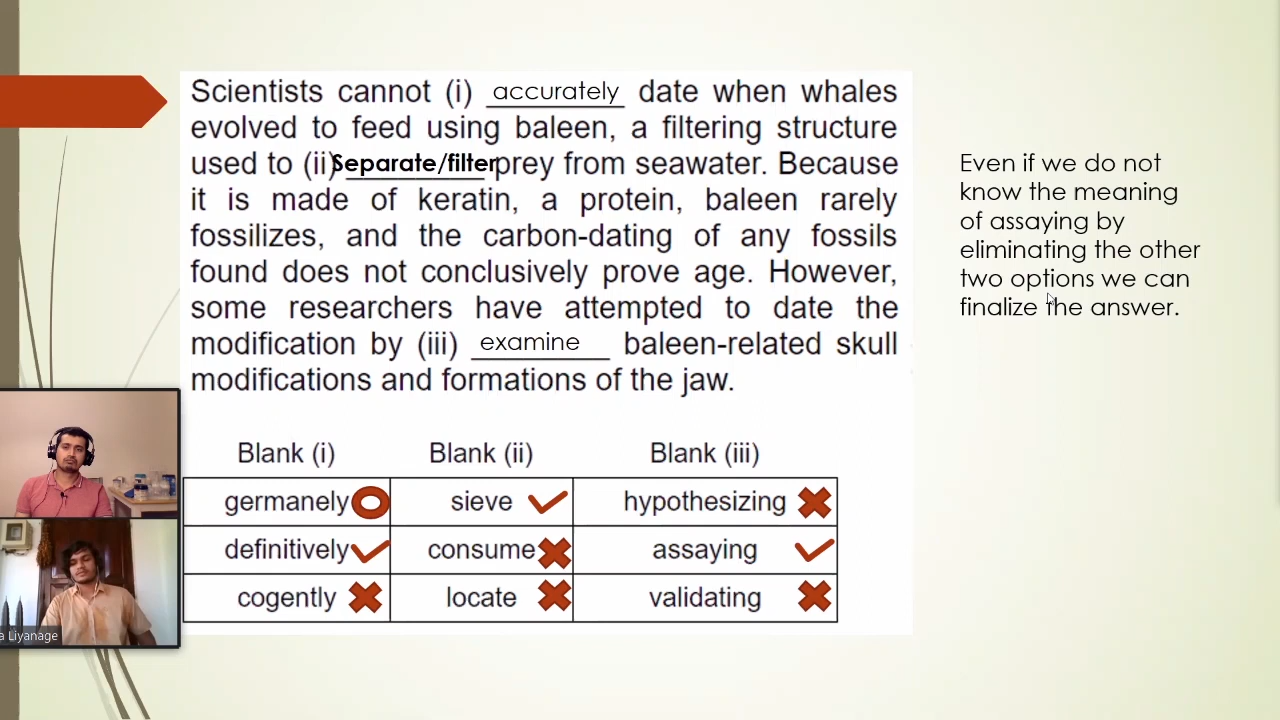 Scientists cannot (i) accurately date when whales
evolved to feed using baleen, a filtering structure
used to (ii) Separate/filter prey from seawater. Because
it is made of keratin, a protein, baleen rarely
fossilizes, and the carbon-dating of any fossils
found does not conclusively prove age. However,
some researchers have attempted to date the
modification by (iii) examine baleen-related skull
modifications and formations of the jaw.
Even if we do not
know the meaning
of assaying by
eliminating the other
two options we can
finalize the answer.
Blank (i) Blank (ii) Blank (iii)
germanely sieve hypothesizing
definitively consume assaying
cogently locate validating
a Liyanage